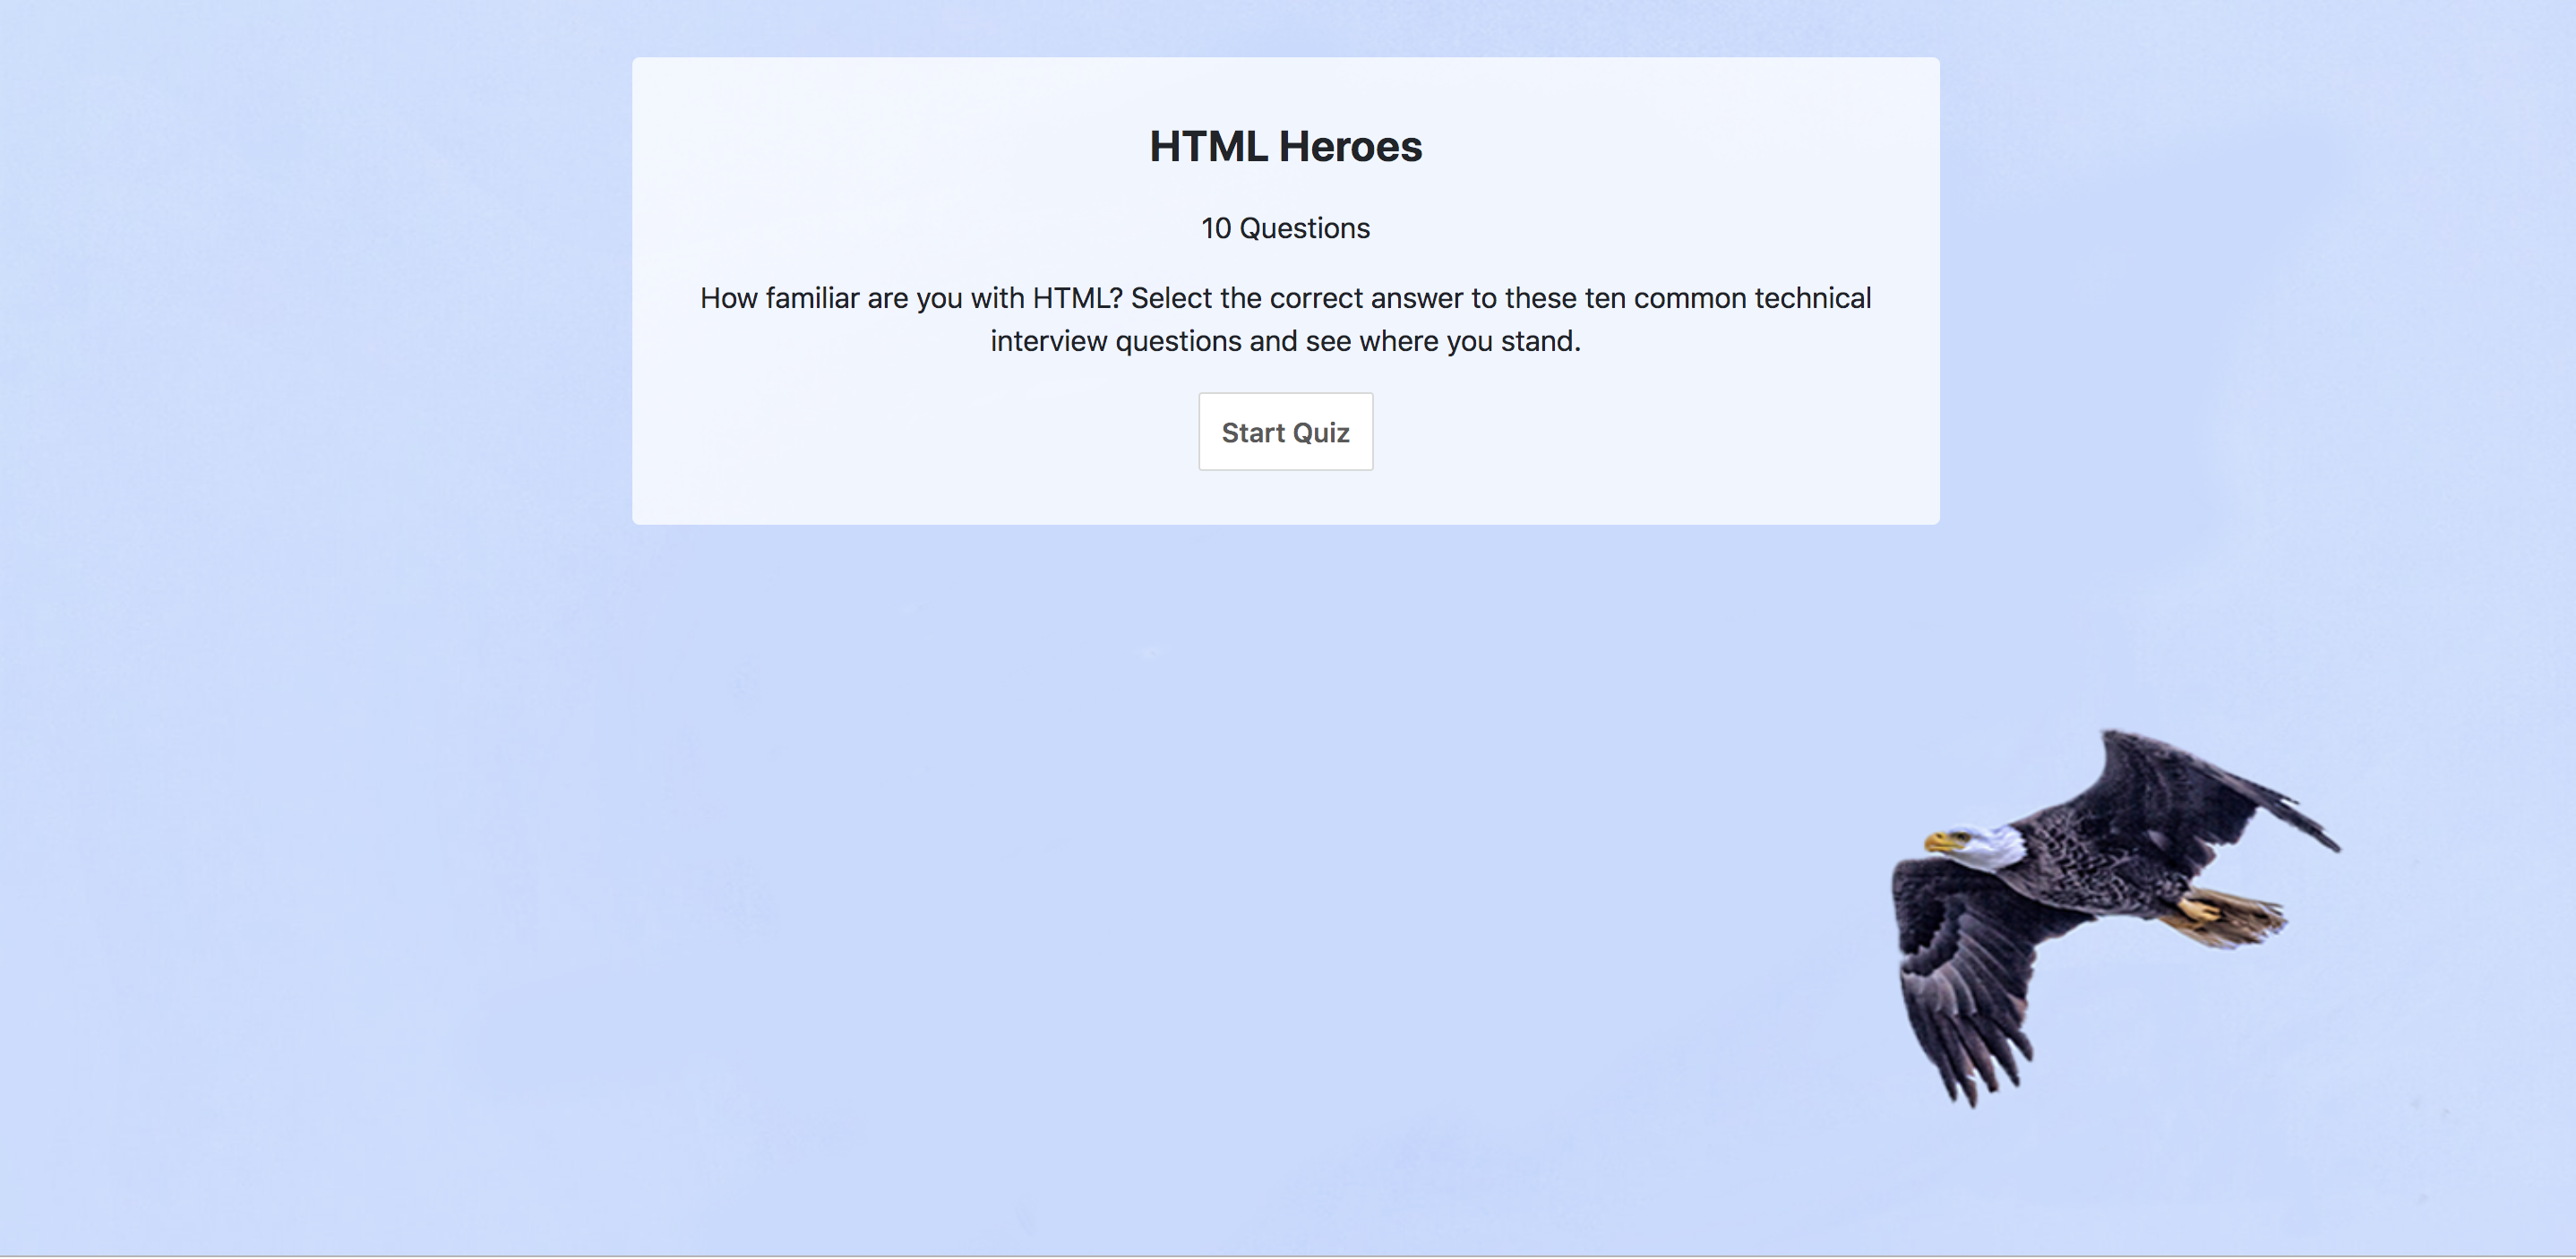 HTML Heroes
10 Questions
How familiar are you with HTML? Select the correct answer to these ten common technical
interview questions and see where you stand.
Start Quiz